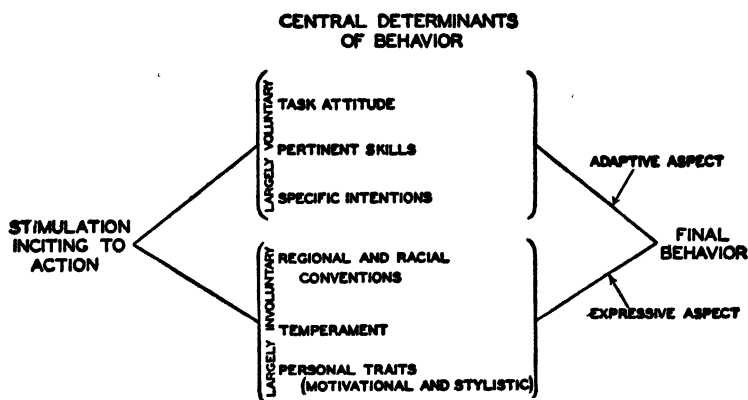 CENTRAL DETERMINANTS
OF BEHAVIOR
LARGELY VOLUNTARY
TASK ATTITUDE
PERTINENT SKILLS
SPECIFIC INTENTIONS
ADAPTIVE ASPECT
STIMULATION
INCITING TO
ACTION
FINAL
BEHAVIOR
LARGELY INVOLUNTARY
REGIONAL AND RACIAL
CONVENTIONS
TEMPERAMENT
PERSONAL TRAITS
(MOTIVATIONAL AND STYLISTIC)
EXPRESSIVE ASPECT